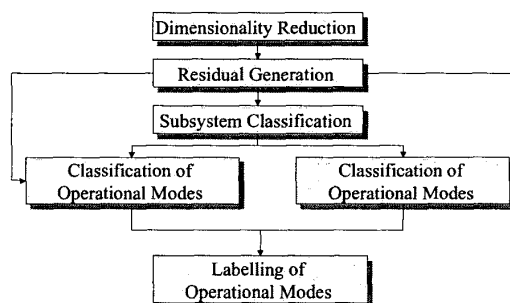 Dimensionality Reduction
Residual Generation
Subsystem Classification
Classification of
Operational Modes
Classification of
Operational Modes
Labelling of
Operational Modes